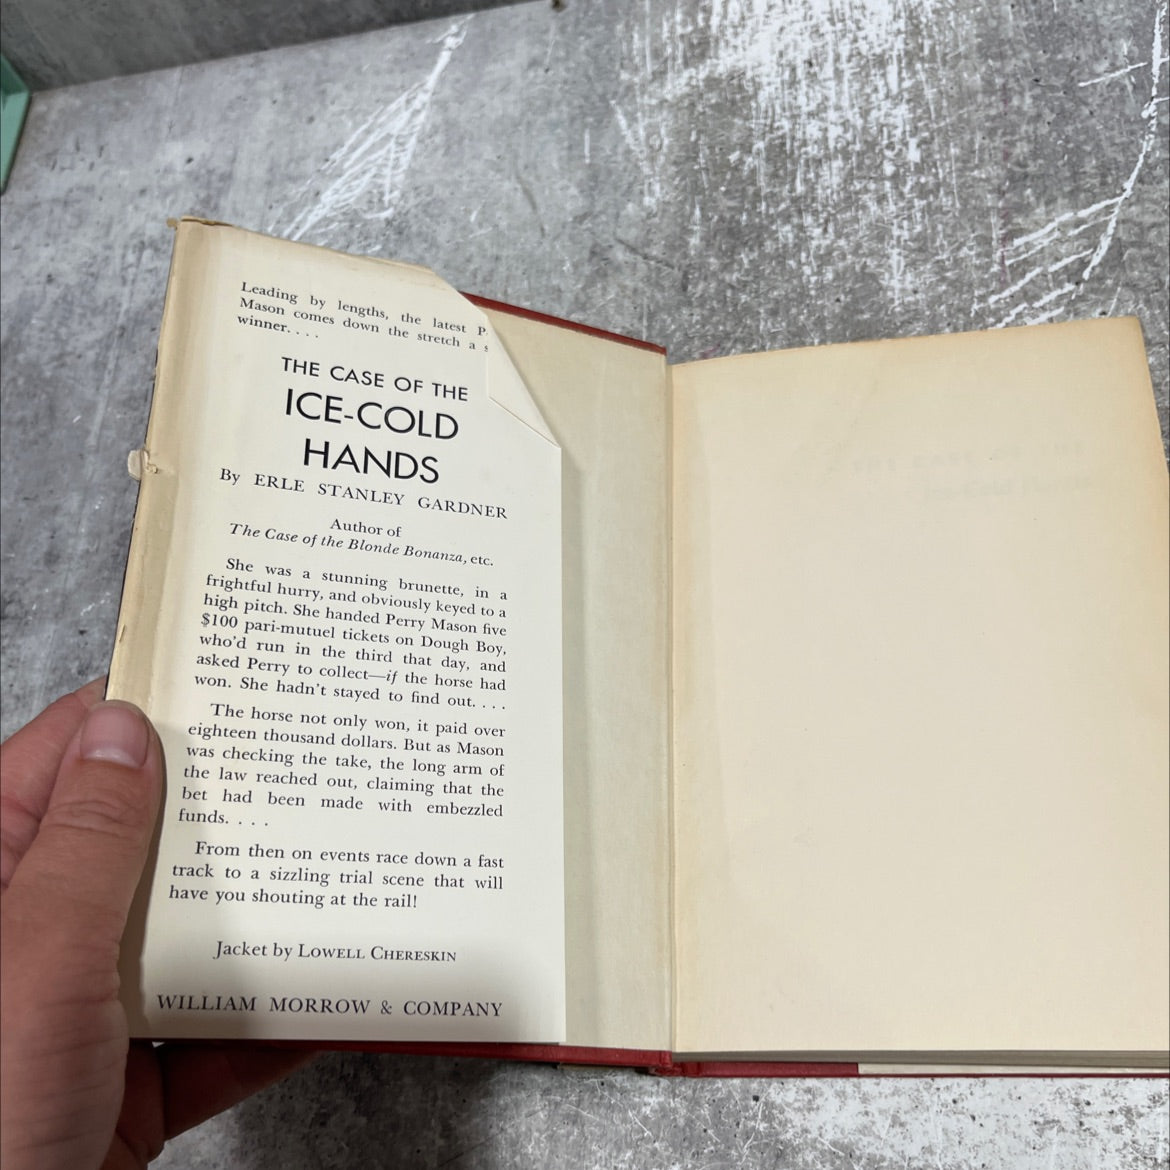 Leading by lengths, the latest P
Mason comes down the stretch a s
winner. . . .
THE CASE OF THE
ICE-COLD
HANDS
By ERLE STANLEY GARDNER
Author of
The Case of the Blonde Bonanza, etc.
She was a stunning brunette, in a
frightful hurry, and obviously keyed to a
high pitch. She handed Perry Mason five
$100 pari-mutuel tickets on Dough Boy,
who'd run in the third that day, and
asked Perry to collect—if the horse had
won. She hadn't stayed to find out. . . .
The horse not only won, it paid over
eighteen thousand dollars. But as Mason
was checking the take, the long arm of
the law reached out, claiming that the
bet had been made with embezzled
funds. . . .
From then on events race down a fast
track to a sizzling trial scene that will
have you shouting at the rail!
Jacket by LOWELL CHERESKIN
WILLIAM MORROW & COMPANY